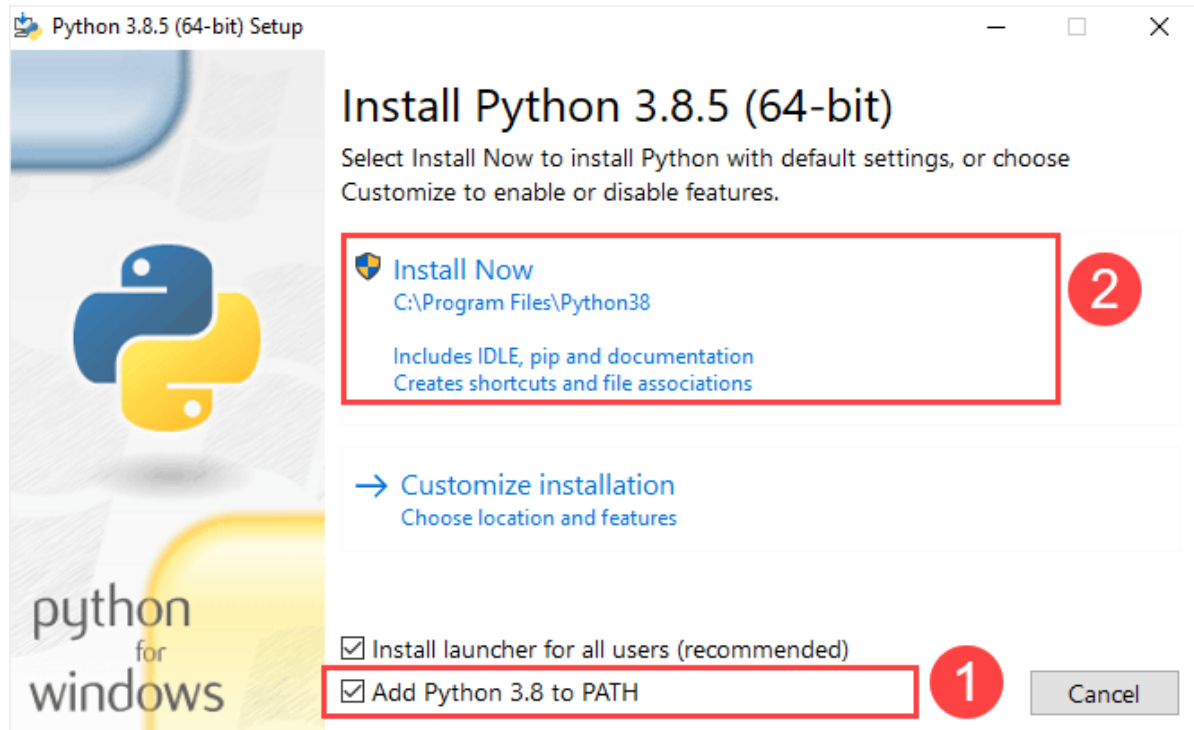 Python 3.8.5 (64-bit) Setup
Install Python 3.8.5 (64-bit)
Select Install Now to install Python with default settings, or choose
Customize to enable or disable features.
Install Now
C:\Program Files\Python38
Includes IDLE, pip and documentation
Creates shortcuts and file associations
2
Customize installation
Choose location and features
python
for
windows
Install launcher for all users (recommended)
Add Python 3.8 to PATH
1
Cancel